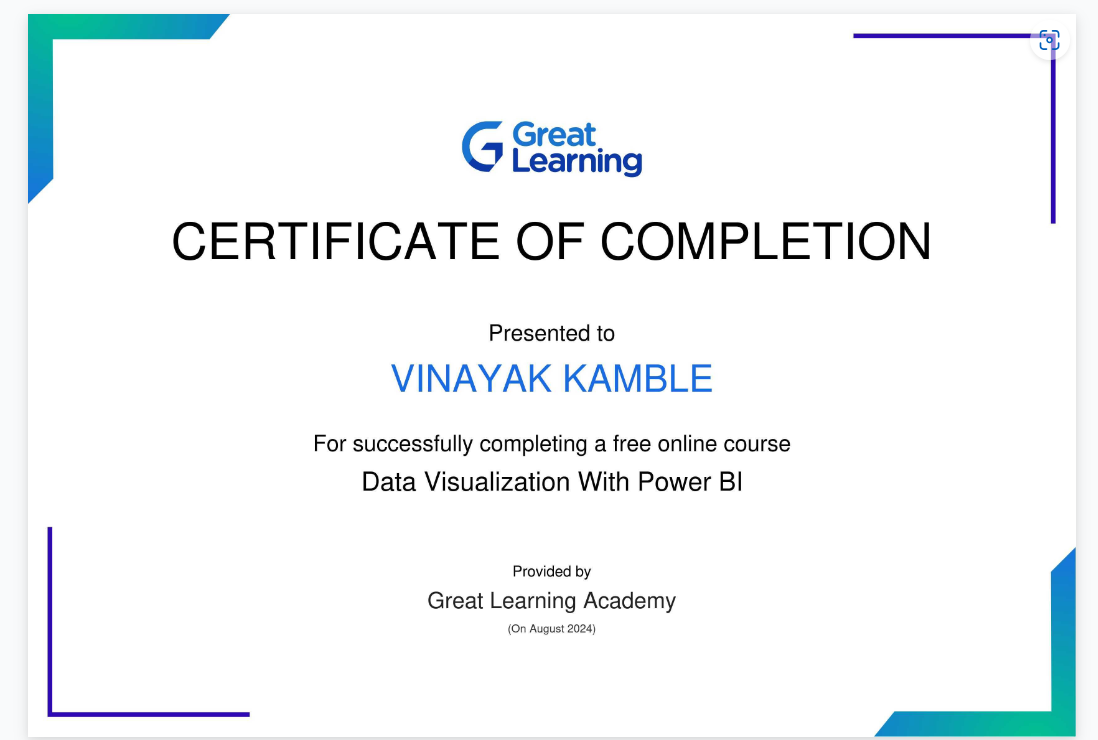 Great
Learning
CERTIFICATE OF COMPLETION
Presented to
VINAYAK KAMBLE
For successfully completing a free online course
Data Visualization With Power BI
Provided by
Great Learning Academy
(On August 2024)